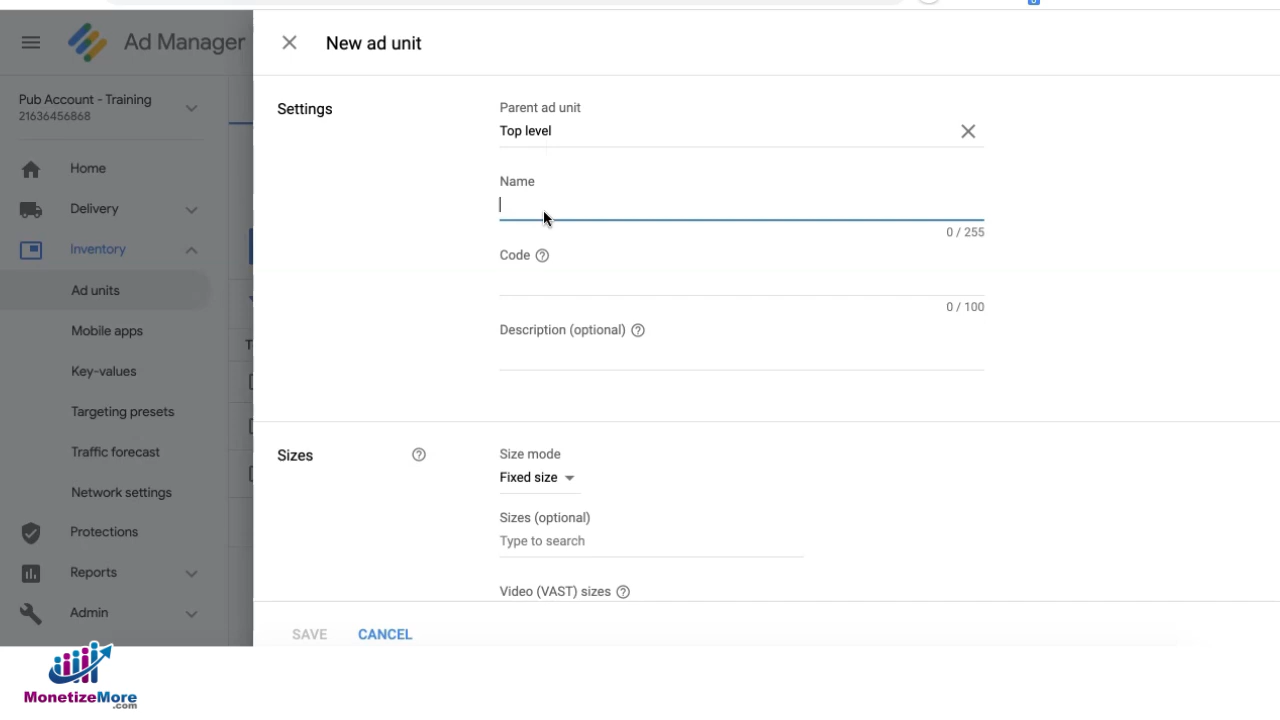 Ad Manager
New ad unit
Pub Account - Training
21636456868
Home
Delivery
Inventory
Ad units
Mobile apps
Key-values
Targeting presets
Traffic forecast
Network settings
Protections
Reports
Admin
Settings
Parent ad unit
Top level
Name
0 / 255
Code
0 / 100
Description (optional)
Sizes
Size mode
Fixed size
Sizes (optional)
Type to search
Video (VAST) sizes
SAVE
CANCEL
MonetizeMore
.com